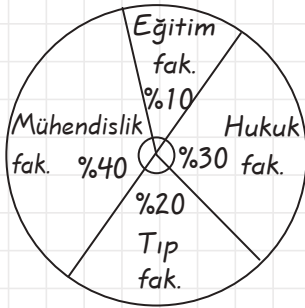 Eğitim
fak.
%10
Mühendislik
fak. %40
Hukuk
%30 fak.
%20
Tıp
fak.